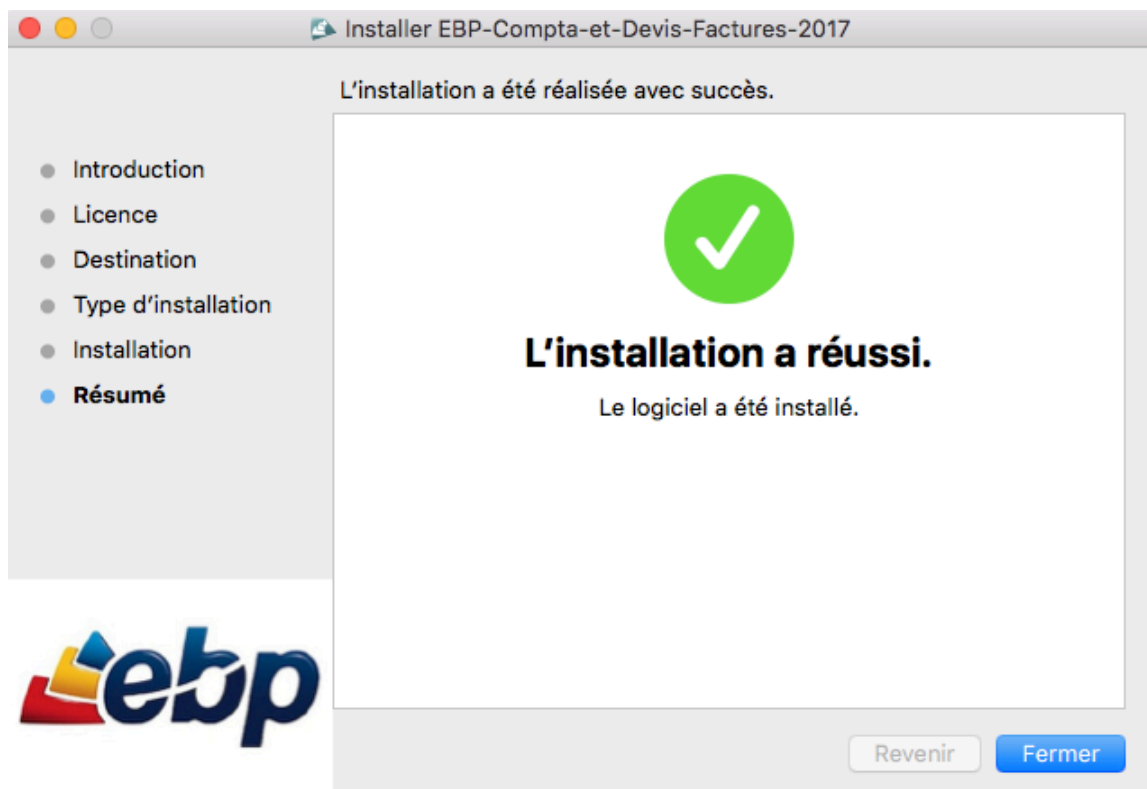 Installer EBP-Compta-et-Devis-Factures-2017
L'installation a été réalisée avec succès.
Introduction
Licence
Destination
Type d'installation
Installation
Résumé
L'installation a réussi.
Le logiciel a été installé.
ebp
Revenir
Fermer